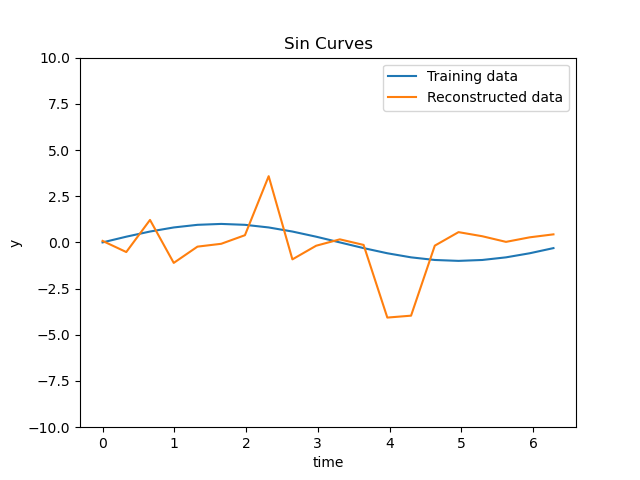 Sin Curves
Training data
Reconstructed data
10.0
7.5
5.0
2.5
0.0
−2.5
−5.0
−7.5
−10.0
y
0 1 2 3 4 5 6
time